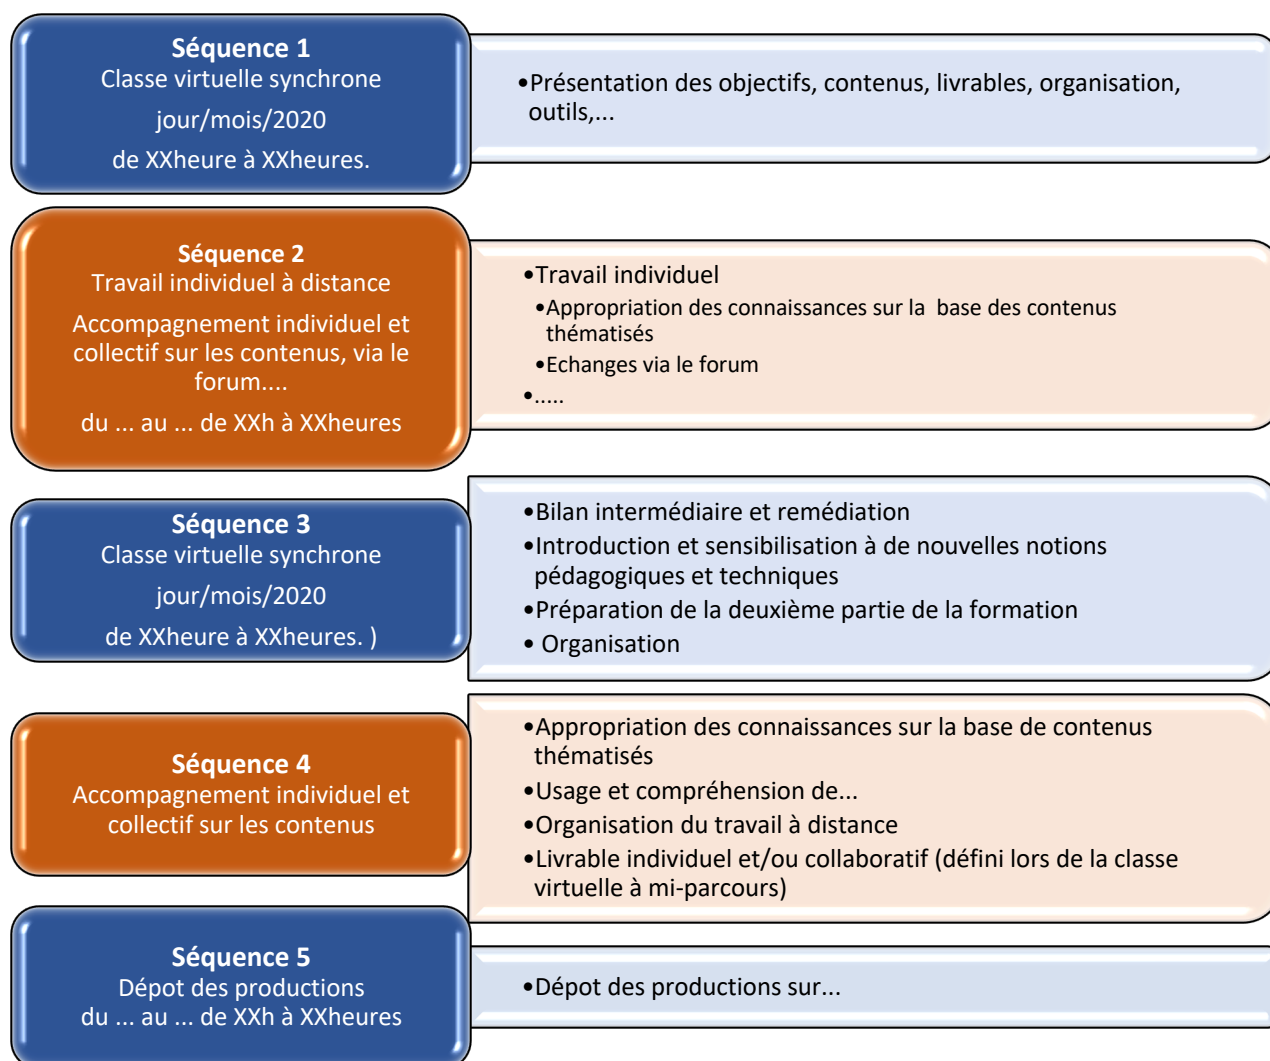 Séquence 1
Classe virtuelle synchrone
jour/mois/2020
de XXheure à XXheures.
•Présentation des objectifs, contenus, livrables, organisation,
outils,...
Séquence 2
Travail individuel à distance
Accompagnement individuel et
collectif sur les contenus, via le
forum....
du ... au ... de XXh à XXheures
•Travail individuel
•Appropriation des connaissances sur la base des contenus
thématisés
•Echanges via le forum
•.....
Séquence 3
Classe virtuelle synchrone
jour/mois/2020
de XXheure à XXheures. )
•Bilan intermédiaire et remédiation
•Introduction et sensibilisation à de nouvelles notions
pédagogiques et techniques
•Préparation de la deuxième partie de la formation
• Organisation
Séquence 4
Accompagnement individuel et
collectif sur les contenus
•Appropriation des connaissances sur la base de contenus
thématisés
•Usage et compréhension de...
•Organisation du travail à distance
•Livrable individuel et/ou collaboratif (défini lors de la classe
virtuelle à mi-parcours)
Séquence 5
Dépot des productions
du ... au ... de XXh à XXheures
•Dépot des productions sur...